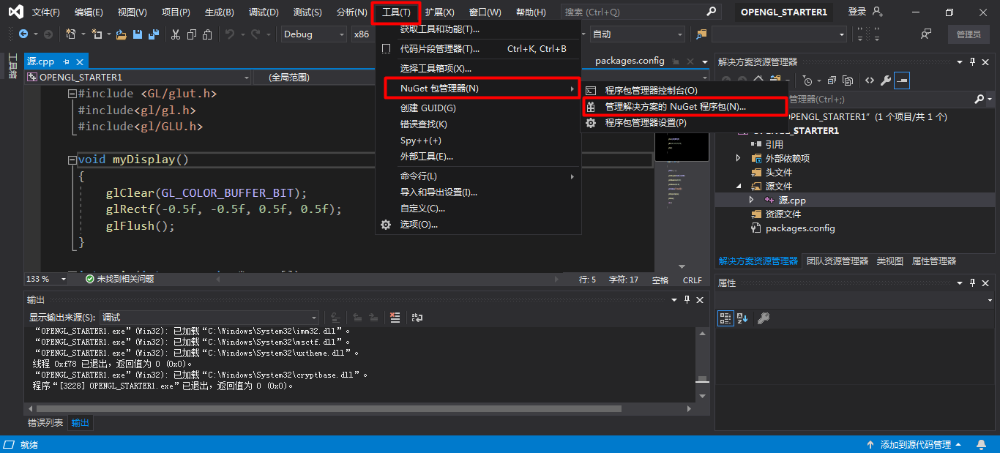 文件(F) 编辑(E) 视图(V) 项目(P) 生成(B) 调试(D) 测试(S) 分析(N) 工具(T) 扩展(X) 窗口(W) 帮助(H) 搜索 (Ctrl+Q) OPENGL_STARTER1 登录
Debug x86 自动 管理员
工具箱
源.cpp packages.config
OPENGL_STARTER1 (全局范围)
#include <GL/glut.h>
#include<gl/gl.h>
#include<gl/GLU.h>
void myDisplay()
{
glClear(GL_COLOR_BUFFER_BIT);
glRectf(-0.5f, -0.5f, 0.5f, 0.5f);
glFlush();
}
获取工具和功能(T)...
代码片段管理器(T)... Ctrl+K, Ctrl+B
选择工具箱项(X)...
NuGet 包管理器(N)
创建 GUID(G)
错误查找(K)
Spy++(+)
外部工具(E)...
命令行(L)
导入和导出设置(I)...
自定义(C)...
选项(O)...
程序包管理器控制台(O)
管理解决方案的 NuGet 程序包(N)...
程序包管理器设置(P)
解决方案资源管理器
管理器(Ctrl+;)
OPENGL_STARTER1”(1 个项目/共 1 个)
OPENGL_STARTER1
引用
外部依赖项
头文件
源文件
源.cpp
资源文件
packages.config
解决方案资源管理器 团队资源管理器 类视图 属性管理器
属性
133 % 未找到相关问题 行: 5 字符: 17 空格 CRLF
输出
显示输出来源(S): 调试
“OPENGL_STARTER1.exe”(Win32): 已加载“C:\Windows\System32\imm32.dll”。
“OPENGL_STARTER1.exe”(Win32): 已加载“C:\Windows\System32\msctf.dll”。
“OPENGL_STARTER1.exe”(Win32): 已加载“C:\Windows\System32\uxtheme.dll”。
线程 0xf78 已退出，返回值为 0 (0x0)。
“OPENGL_STARTER1.exe”(Win32): 已加载“C:\Windows\System32\cryptbase.dll”。
程序“[3228] OPENGL_STARTER1.exe”已退出，返回值为 0 (0x0)。
错误列表 输出
就绪 添加到源代码管理